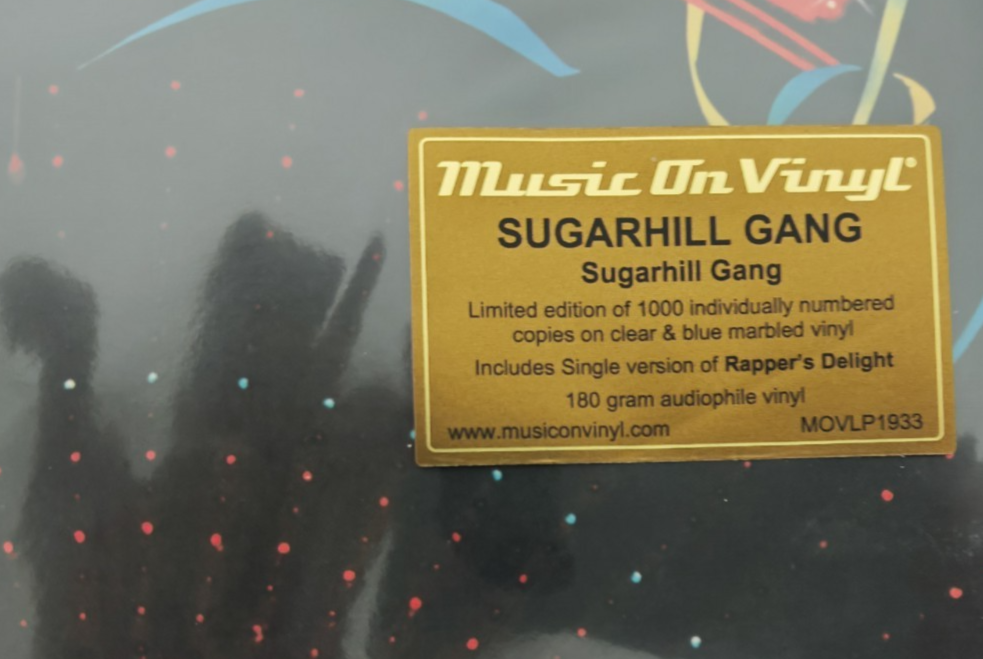 Music On Vinyl®
SUGARHILL GANG
Sugarhill Gang
Limited edition of 1000 individually numbered
copies on clear & blue marbled vinyl
Includes Single version of Rapper's Delight
180 gram audiophile vinyl
www.musiconvinyl.com MOVLP1933